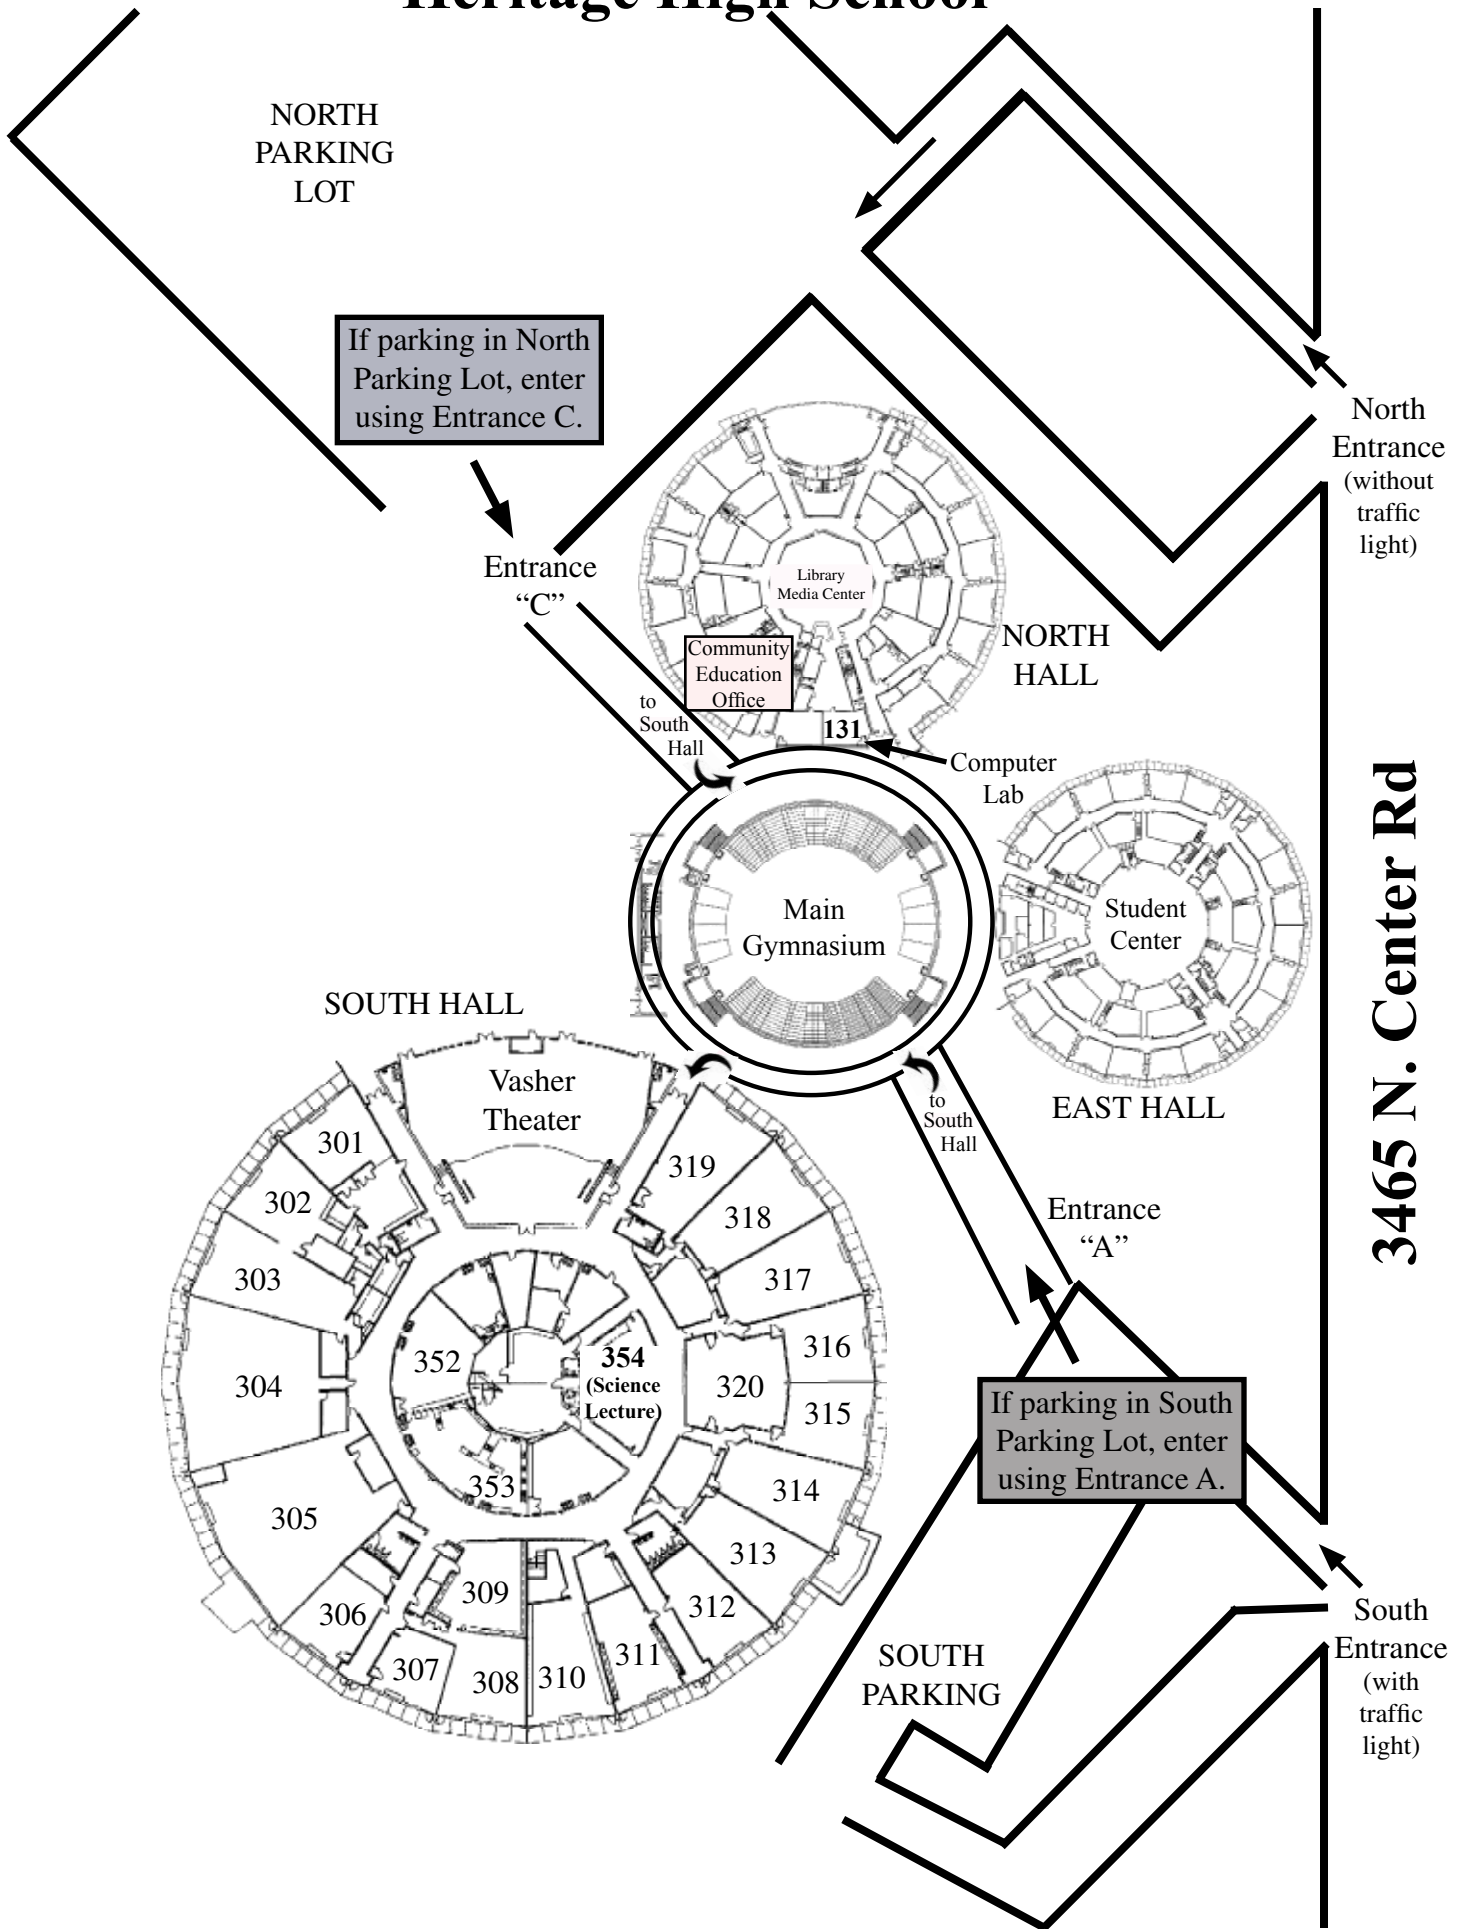 Heritage High School
NORTH
PARKING
LOT
If parking in North
Parking Lot, enter
using Entrance C.
North
Entrance
(without
traffic
light)
Entrance
“C”
Library
Media Center
NORTH
HALL
Community
Education
Office
to
South
Hall
131
Computer
Lab
3465 N. Center Rd
Main
Gymnasium
Student
Center
SOUTH HALL
EAST HALL
Vasher
Theater
to
South
Hall
301
302
303
304
305
306
307
308
309
310
311
312
313
314
315
316
317
318
319
320
352
353
354
(Science
Lecture)
Entrance
“A”
If parking in South
Parking Lot, enter
using Entrance A.
SOUTH
PARKING
South
Entrance
(with
traffic
light)